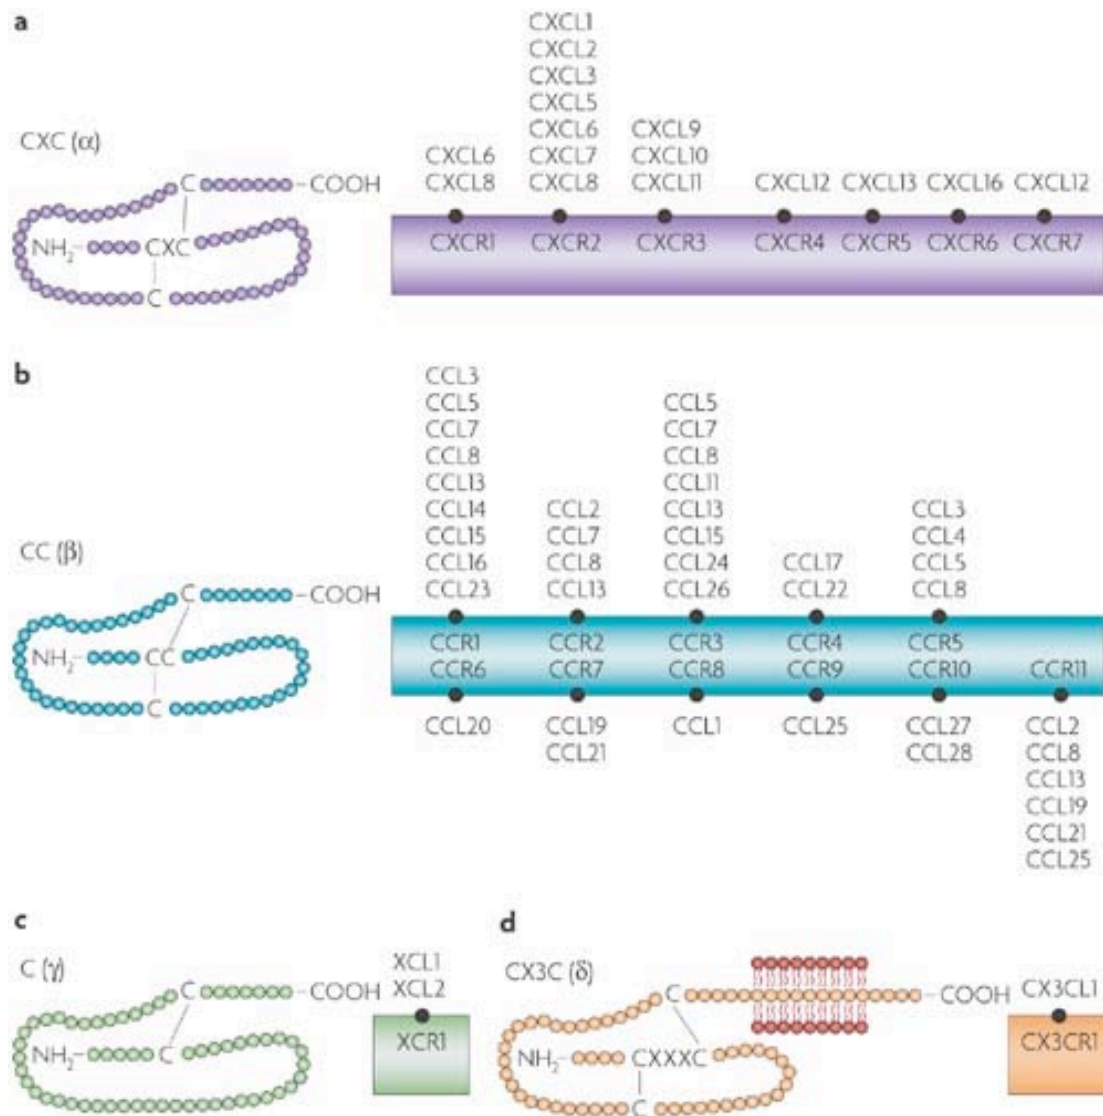 a
CXC (α)
C
COOH
NH2
CXC
C
CXCL6
CXCL8
CXCR1
CXCL1
CXCL2
CXCL3
CXCL5
CXCL6
CXCL7
CXCL8
CXCR2
CXCL9
CXCL10
CXCL11
CXCR3
CXCL12
CXCR4
CXCL13
CXCR5
CXCL16
CXCR6
CXCL12
CXCR7
b
CC (β)
C
COOH
NH2
CC
C
CCL3
CCL5
CCL7
CCL8
CCL13
CCL14
CCL15
CCL16
CCL23
CCR1
CCR6
CCL20
CCL2
CCL7
CCL8
CCL13
CCR2
CCR7
CCL19
CCL21
CCL5
CCL7
CCL8
CCL11
CCL13
CCL15
CCL24
CCL26
CCR3
CCR8
CCL1
CCL17
CCL22
CCR4
CCR9
CCL25
CCL3
CCL4
CCL5
CCL8
CCR5
CCR10
CCL27
CCL28
CCR11
CCL2
CCL8
CCL13
CCL19
CCL21
CCL25
c
C (γ)
C
COOH
NH2
C
XCL1
XCL2
XCR1
d
CX3C (δ)
C
COOH
NH2
CXXXC
C
CX3CL1
CX3CR1